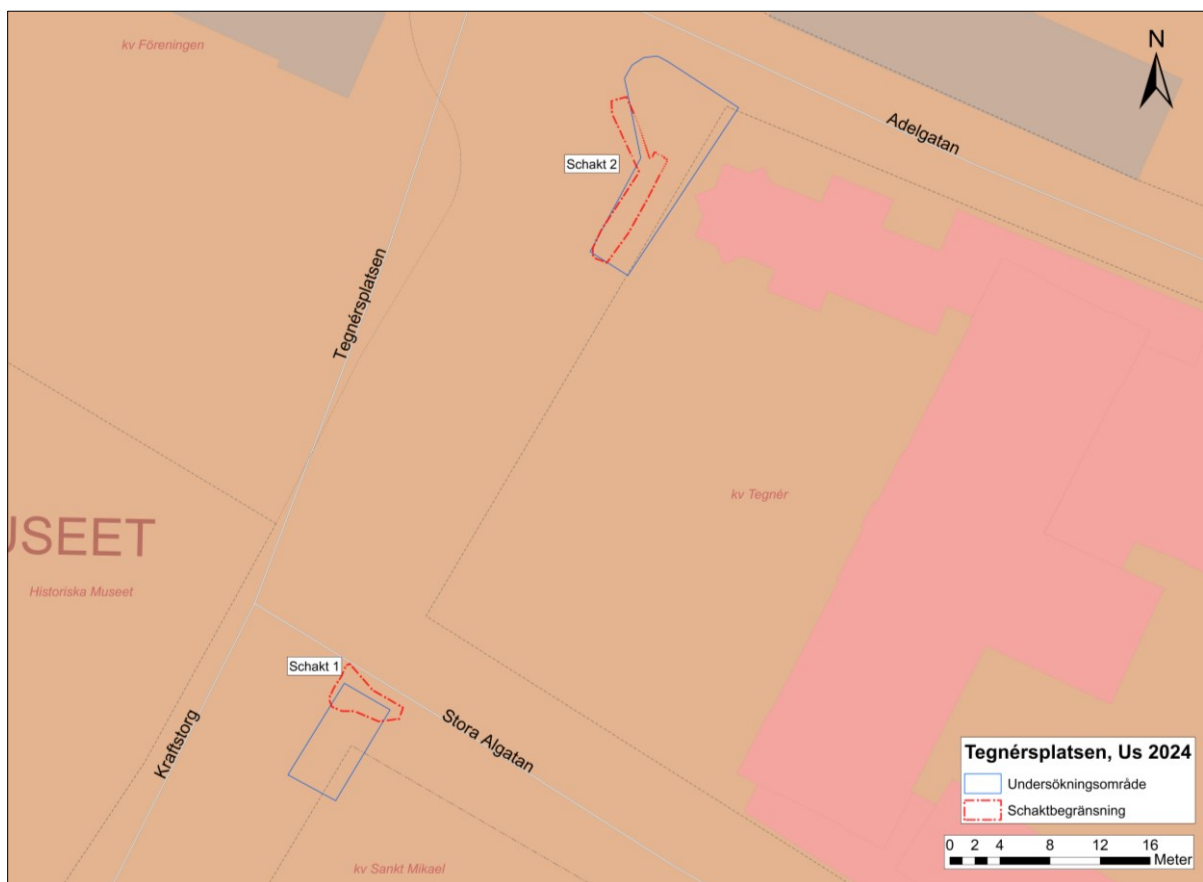 kv Föreningen
N
Adelgatan
Schakt 2
Tegnérsplatsen
kv Tegnér
USEET
Historiska Museet
Schakt 1
Kraftstorg
Stora Algatan
kv Sankt Mikael
Tegnérsplatsen, Us 2024
Undersökningsområde
Schaktbegränsning
0 2 4 8 12 16
Meter